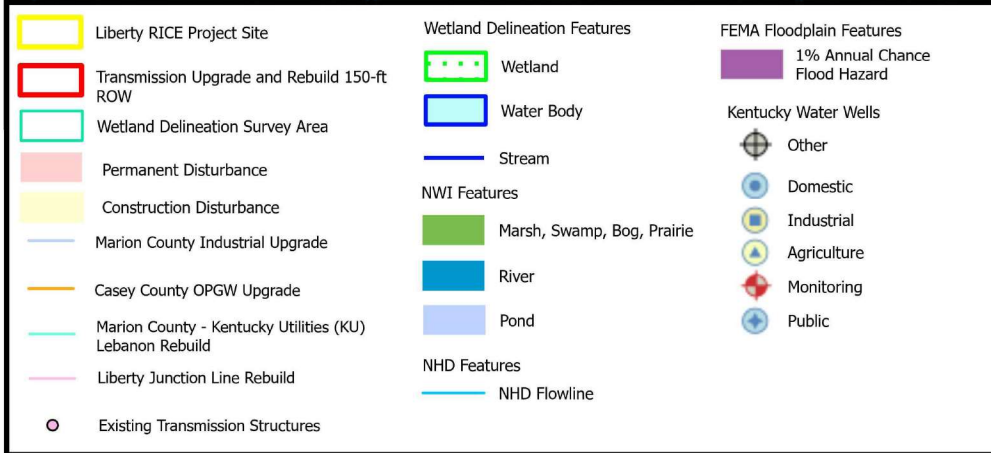 Liberty RICE Project Site
Transmission Upgrade and Rebuild 150-ft
ROW
Wetland Delineation Survey Area
Permanent Disturbance
Construction Disturbance
Marion County Industrial Upgrade
Casey County OPGW Upgrade
Marion County - Kentucky Utilities (KU)
Lebanon Rebuild
Liberty Junction Line Rebuild
Existing Transmission Structures
Wetland Delineation Features
Wetland
Water Body
Stream
NWI Features
Marsh, Swamp, Bog, Prairie
River
Pond
NHD Features
NHD Flowline
FEMA Floodplain Features
1% Annual Chance
Flood Hazard
Kentucky Water Wells
Other
Domestic
Industrial
Agriculture
Monitoring
Public